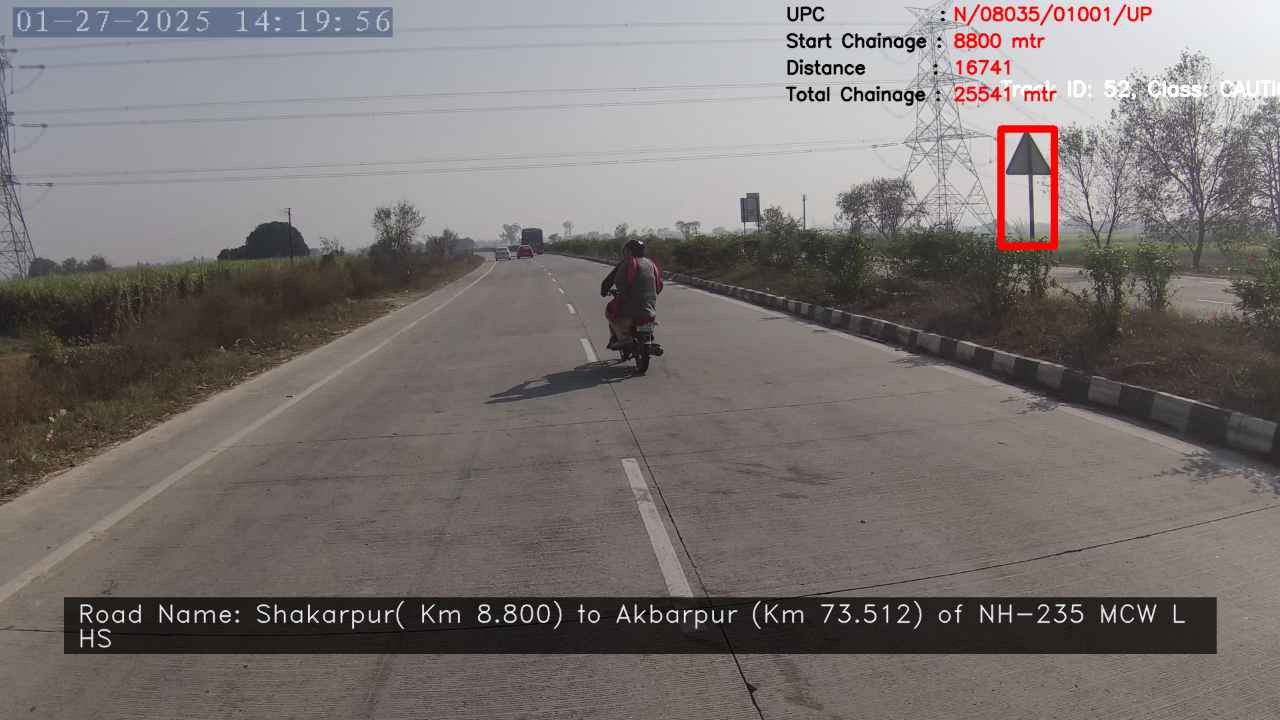 01-27-2025 14:19:56
UPC : N/08035/01001/UP
Start Chainage : 8800 mtr
Distance : 16741
Total Chainage : 25541 mtr
Track ID: 52, Class: CAUTI
Road Name: Shakarpur( Km 8.800) to Akbarpur (Km 73.512) of NH-235 MCW L
HS